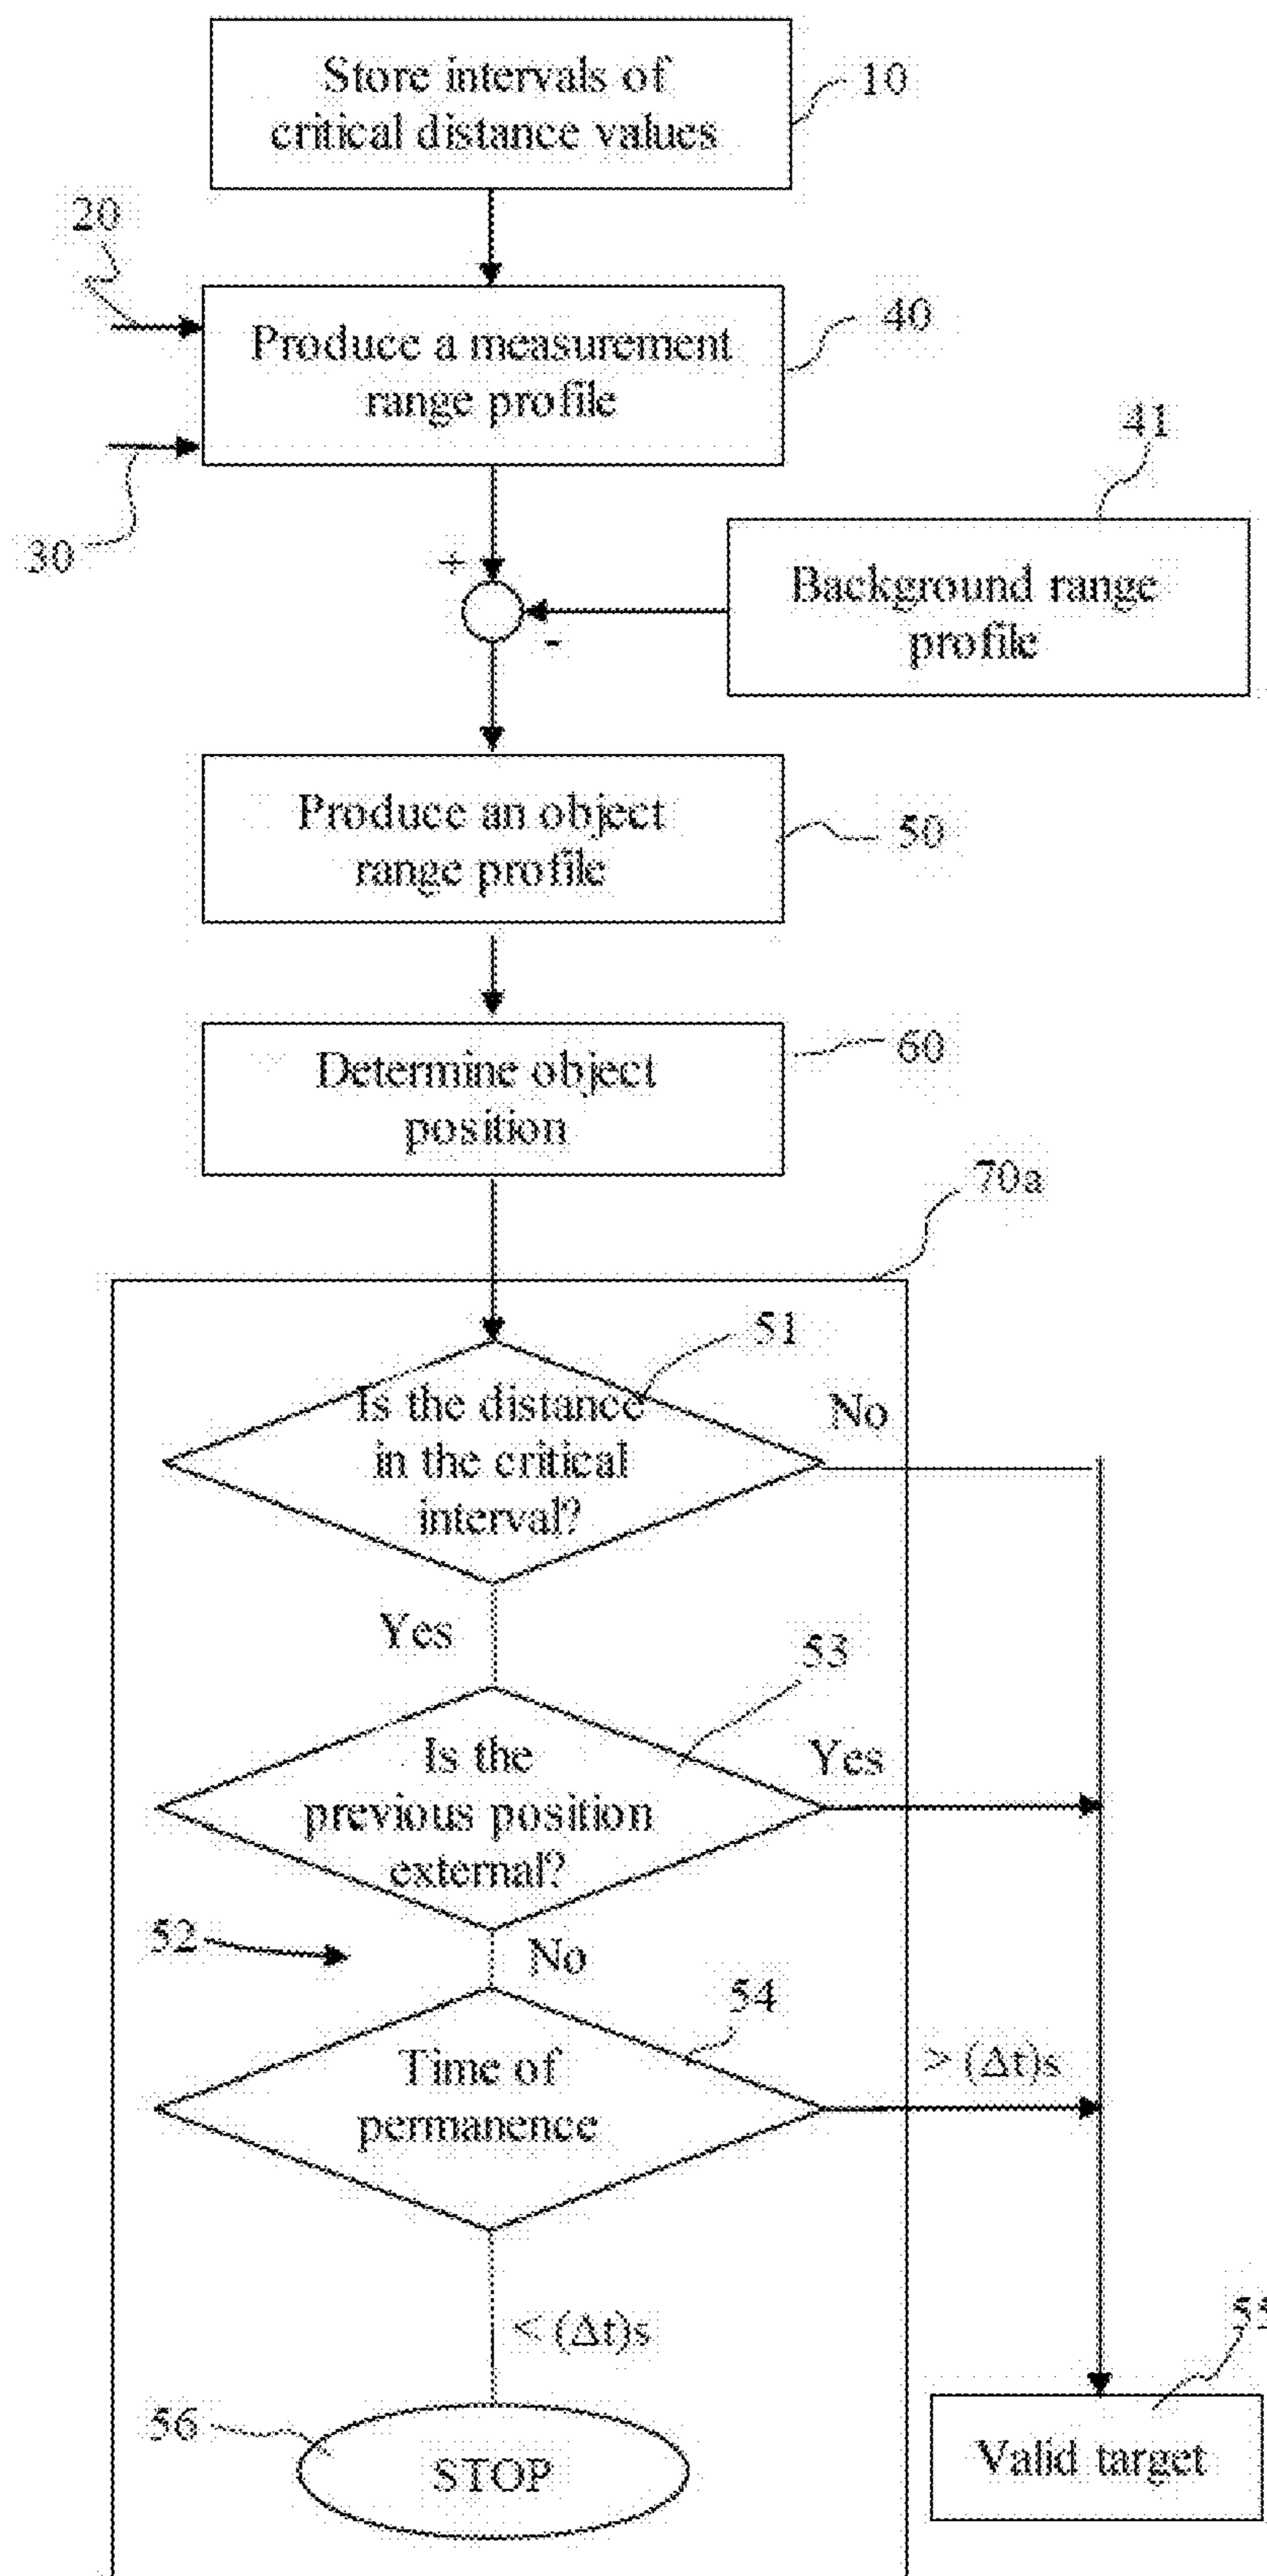 Store intervals of
critical distance values
10
20
Produce a measurement
range profile
40
30
41
+
-
Background range
profile
Produce an object
range profile
50
Determine object
position
60
70a
51
Is the distance
in the critical
interval?
No
Yes
53
Is the
previous position
external?
Yes
52
No
54
Time of
permanence
> (Δt)s
< (Δt)s
55
56
STOP
Valid target